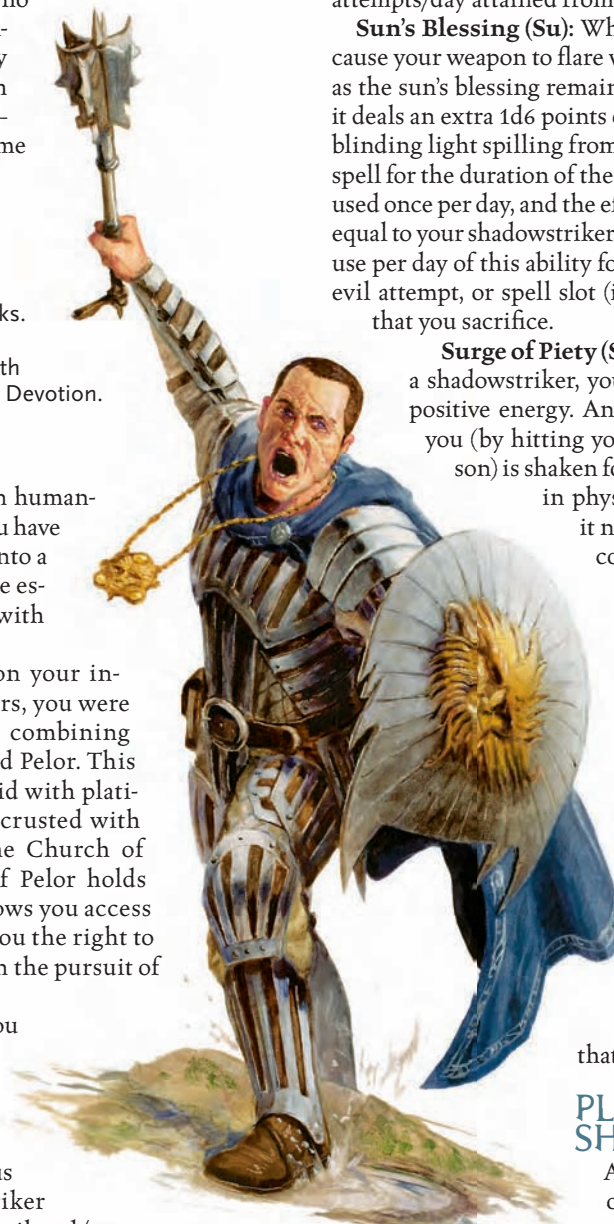 me
ks.
th
Devotion.
n human-
u have
nto a
e es-
with
on your in-
rs, you were
combining
d Pelor. This
id with plati-
crusted with
ne Church of
f Pelor holds
ows you access
ou the right to
n the pursuit of
ou
us
riker
attempts/day attained from
Sun's Blessing (Su): Wh
cause your weapon to flare v
as the sun's blessing remain
it deals an extra 1d6 points
blinding light spilling from
spell for the duration of the
used once per day, and the ef
equal to your shadowstriker
use per day of this ability fo
evil attempt, or spell slot (i
that you sacrifice.
Surge of Piety (S
a shadowstriker, you
positive energy. An
you (by hitting yo
son) is shaken fo
in phys
it n
co
that
PL
SH
A
o